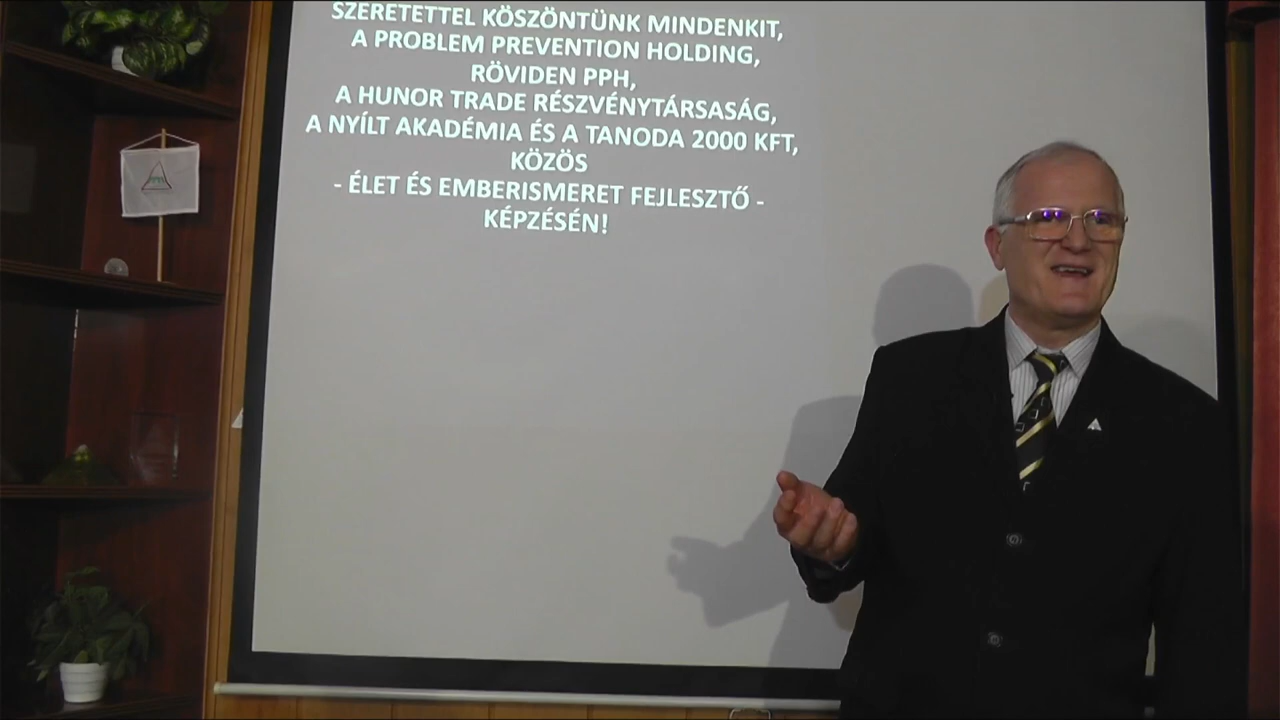 SZERETETTEL KÖSZÖNTÜNK MINDENKIT,
A PROBLEM PREVENTION HOLDING,
RÖVIDEN PPH,
A HUNOR TRADE RÉSZVÉNYTÁRSASÁG,
A NYÍLT AKADÉMIA ÉS A TANODA 2000 KFT,
KÖZÖS
- ÉLET ÉS EMBERISMERET FEJLESZTŐ -
KÉPZÉSÉN!